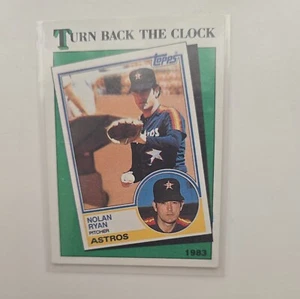 TURN BACK THE CLOCK
Topps
NOLAN
RYAN
PITCHER
ASTROS
1983